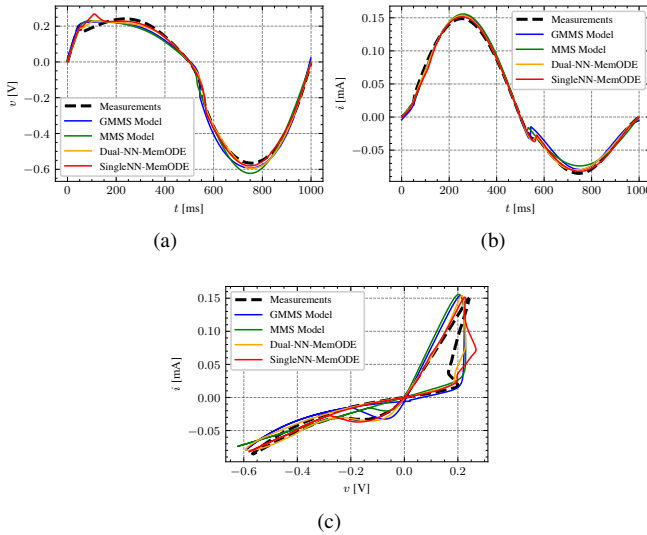 0.2
0.0
−0.2
−0.4
−0.6
v [V]
Measurements
GMMS Model
MMS Model
Dual-NN-MemODE
SingleNN-MemODE
0
200
400
600
800
1000
t [ms]
(a)
0.15
0.10
0.05
0.00
−0.05
i [mA]
Measurements
GMMS Model
MMS Model
Dual-NN-MemODE
SingleNN-MemODE
0
200
400
600
800
1000
t [ms]
(b)
0.15
0.10
0.05
0.00
−0.05
i [mA]
Measurements
GMMS Model
MMS Model
Dual-NN-MemODE
SingleNN-MemODE
−0.6
−0.4
−0.2
0.0
0.2
v [V]
(c)